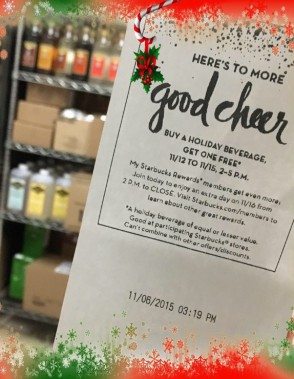 HERE'S TO MORE
good cheer
BUY A HOLIDAY BEVERAGE,
GET ONE FREE*
11/12 TO 11/15, 2-5 P.M.
My Starbucks Rewards® members get even more.
Join today to enjoy an extra day on 11/16 from
2 P.M. to CLOSE. Visit Starbucks.com/members to
learn about other great rewards.
*A holiday beverage of equal or lesser value.
Good at participating Starbucks® stores.
Can't combine with other offers/discounts.
11/06/2015 03:19 PM